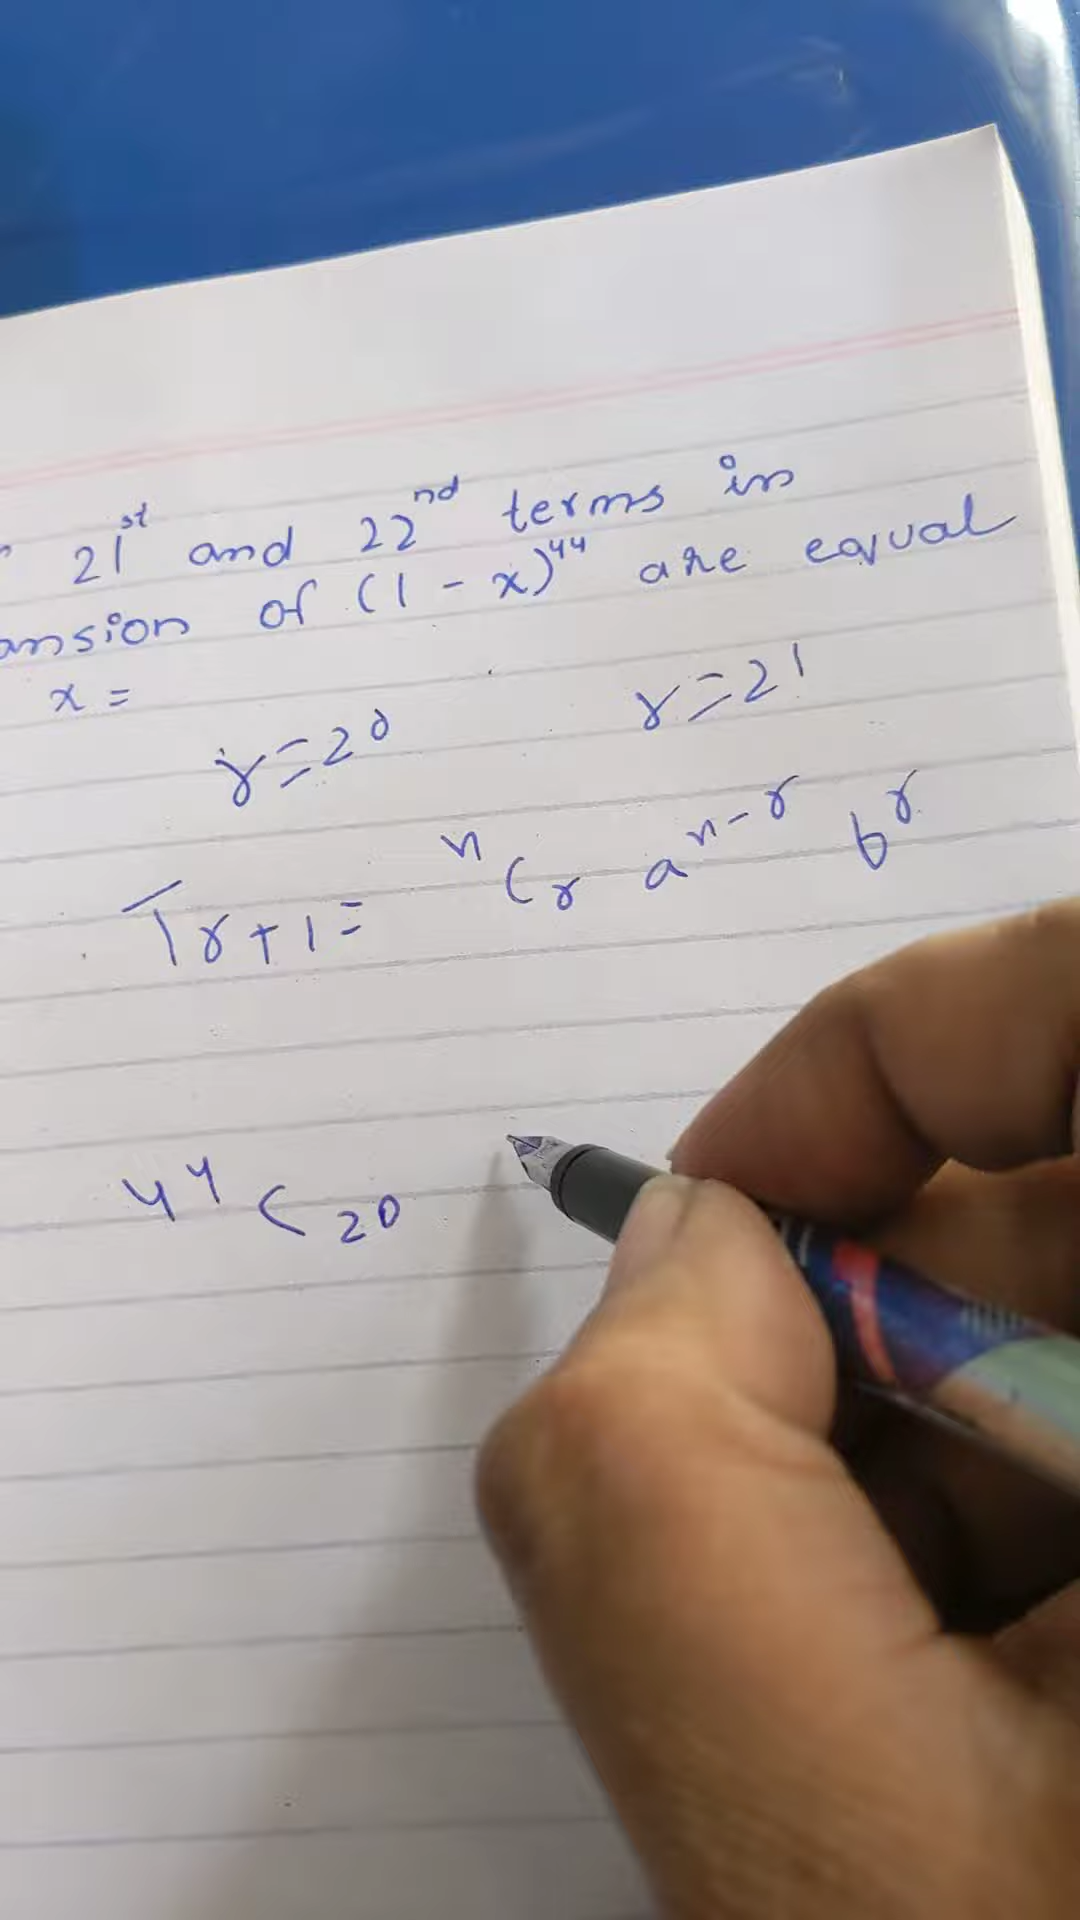 21st and 22nd terms in
ansion of (1 - x)^44 are equal
x =
r = 20 r = 21
Tr+1 = nCr a^n-r b^r
44C20